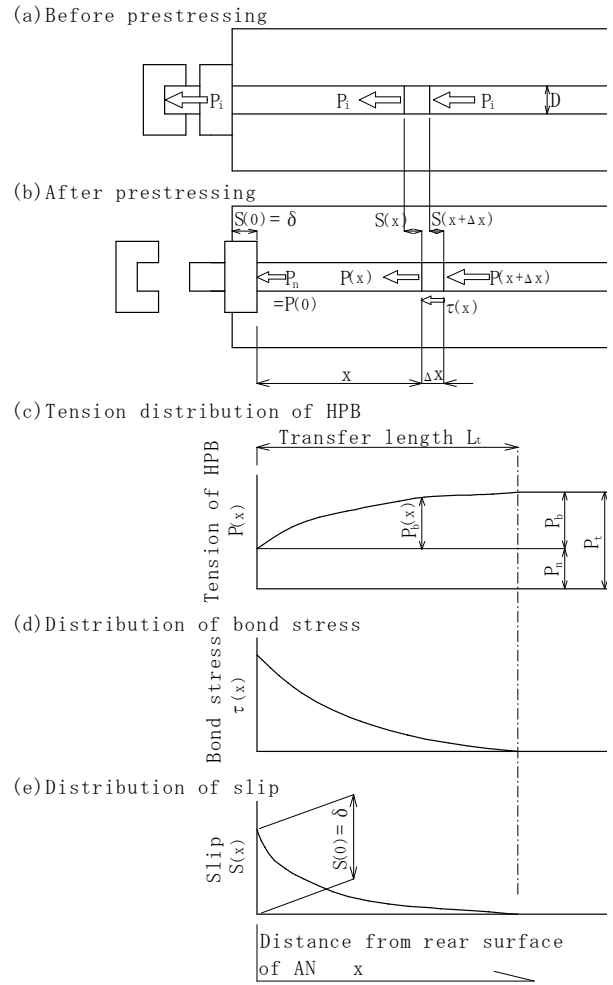 (a)Before prestressing
Pᵢ
Pᵢ
Pᵢ
D
(b)After prestressing
S(0)= δ
S(x)
S(x+Δx)
Pₙ
=P(0)
P(x)
P(x+Δx)
τ(x)
x
Δx
(c)Tension distribution of HPB
Transfer length Lₜ
Tension of HPB
P(x)
P_b(x)
P_b
Pₙ
Pₜ
(d)Distribution of bond stress
Bond stress
τ(x)
(e)Distribution of slip
Slip
S(x)
S(0)= δ
Distance from rear surface
of AN x